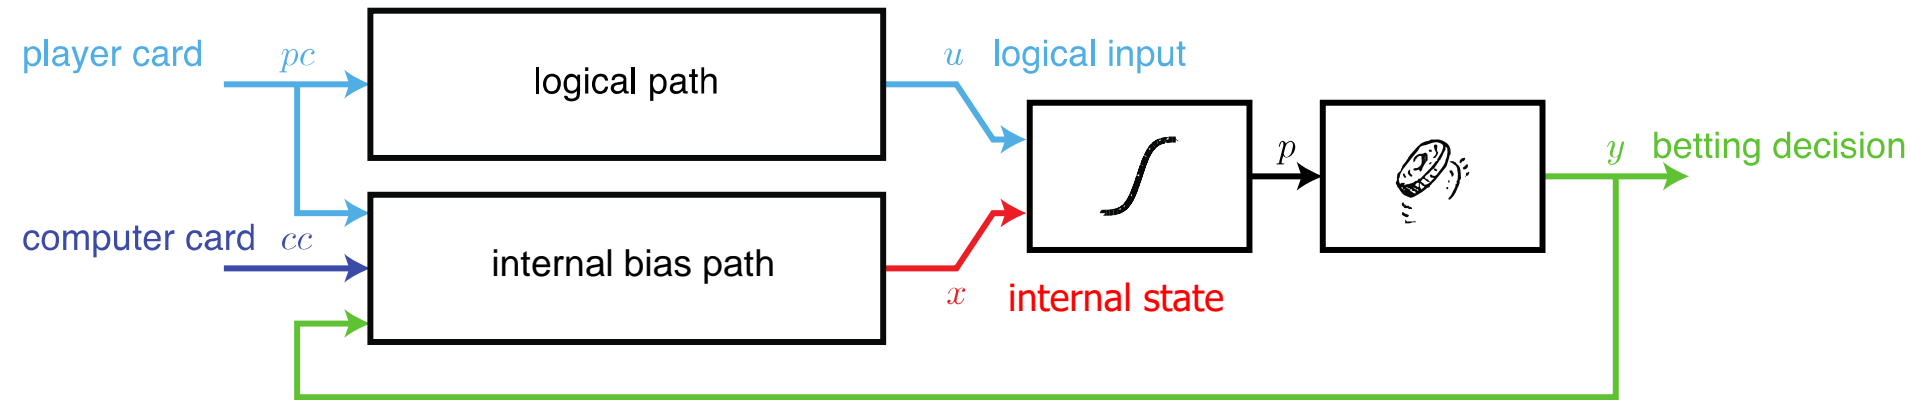 player card
pc
logical path
u
logical input
p
y
betting decision
computer card
cc
internal bias path
x
internal state